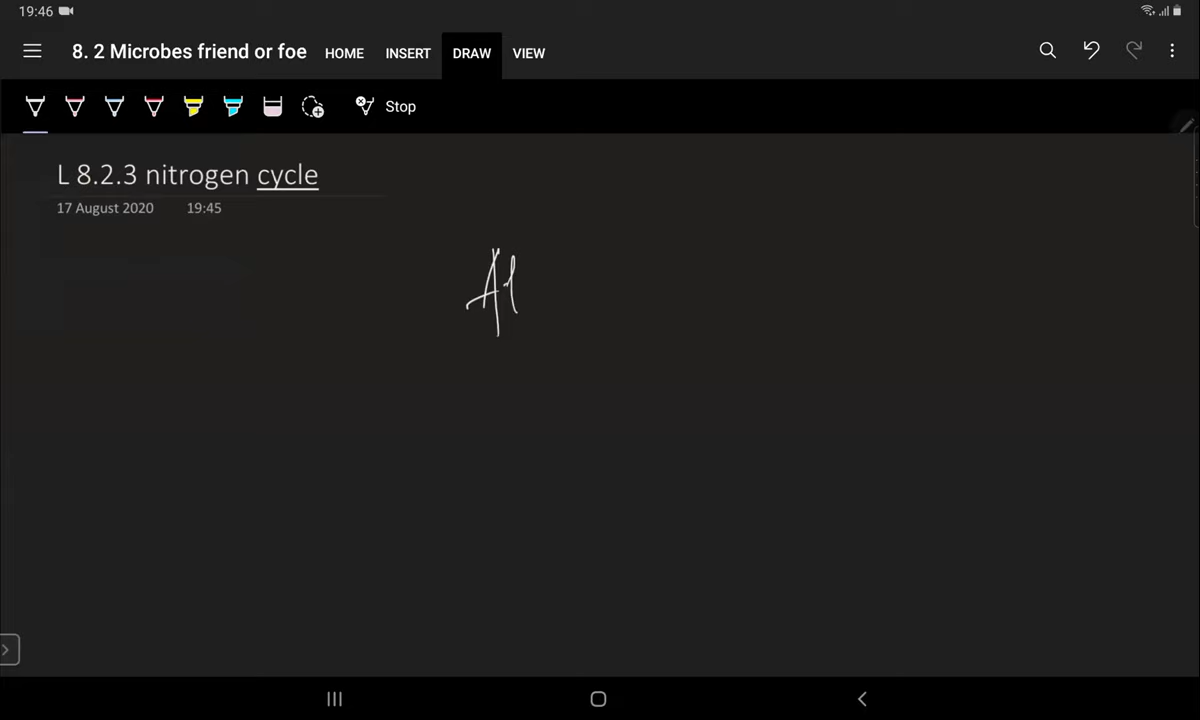 19:46
8. 2 Microbes friend or foe HOME INSERT DRAW VIEW
Stop
L 8.2.3 nitrogen cycle
17 August 2020 19:45